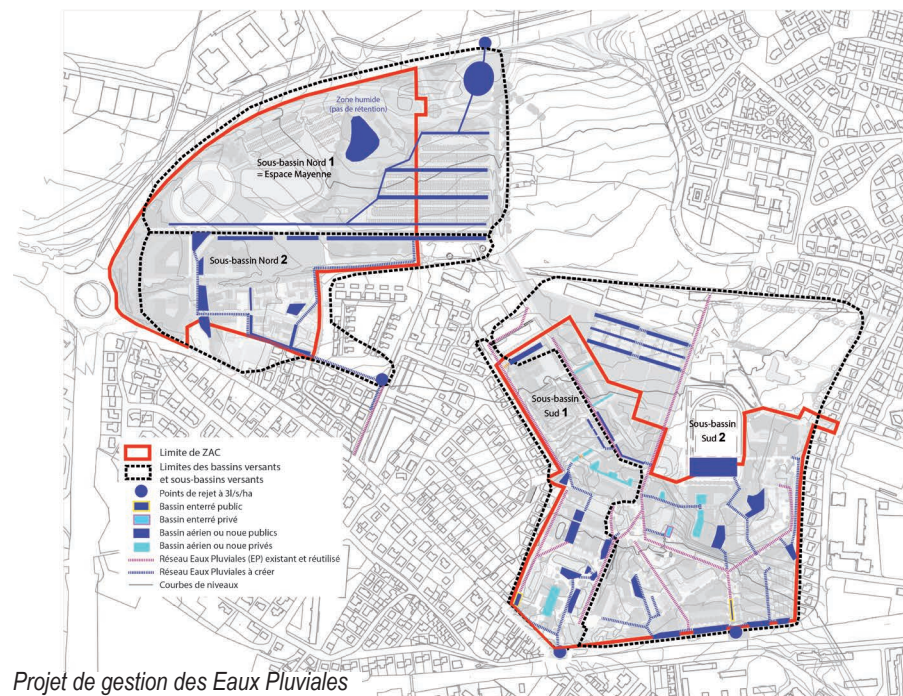 Zone humide
(pas de rétention)
Sous-bassin Nord 1
= Espace Mayenne
Sous-bassin Nord 2
Sous-bassin
Sud 1
Sous-bassin
Sud 2
Limite de ZAC
Limites des bassins versants
et sous-bassins versants
Points de rejet à 3l/s/ha
Bassin enterré public
Bassin enterré privé
Bassin aérien ou noue publics
Bassin aérien ou noue privés
Réseau Eaux Pluviales (EP) existant et réutilisé
Réseau Eaux Pluviales à créer
Courbes de niveaux
Projet de gestion des Eaux Pluviales